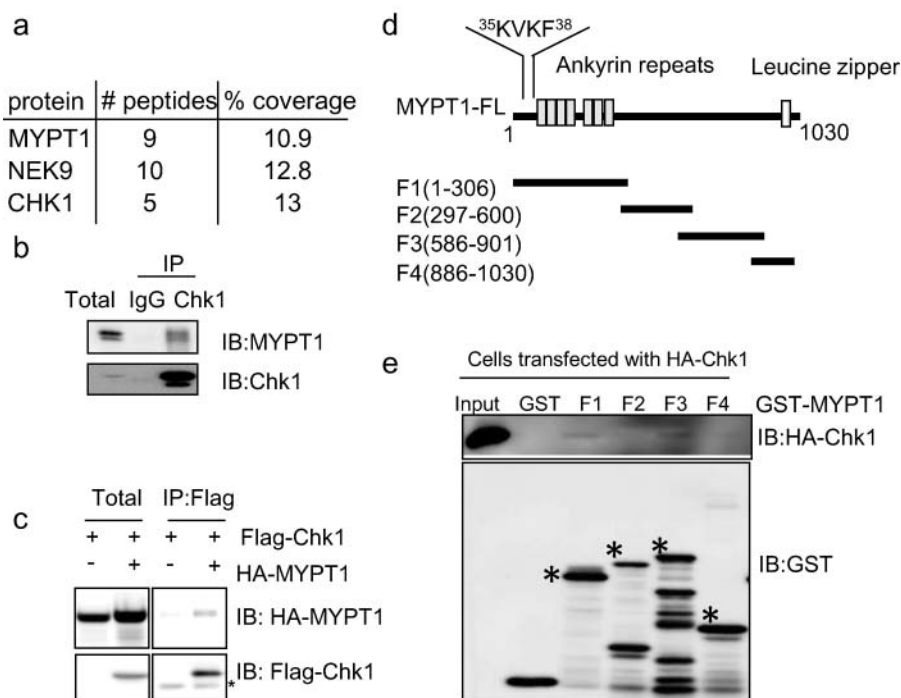 a
protein # peptides % coverage
MYPT1 9 10.9
NEK9 10 12.8
CHK1 5 13
b
IP
Total IgG Chk1
IB:MYPT1
IB:Chk1
c
Total IP:Flag
+ + + + Flag-Chk1
- + - + HA-MYPT1
IB: HA-MYPT1
IB: Flag-Chk1
*
d
35KVKF38
Ankyrin repeats Leucine zipper
MYPT1-FL
1 1030
F1(1-306)
F2(297-600)
F3(586-901)
F4(886-1030)
e
Cells transfected with HA-Chk1
Input GST F1 F2 F3 F4 GST-MYPT1
IB:HA-Chk1
* * * *
IB:GST